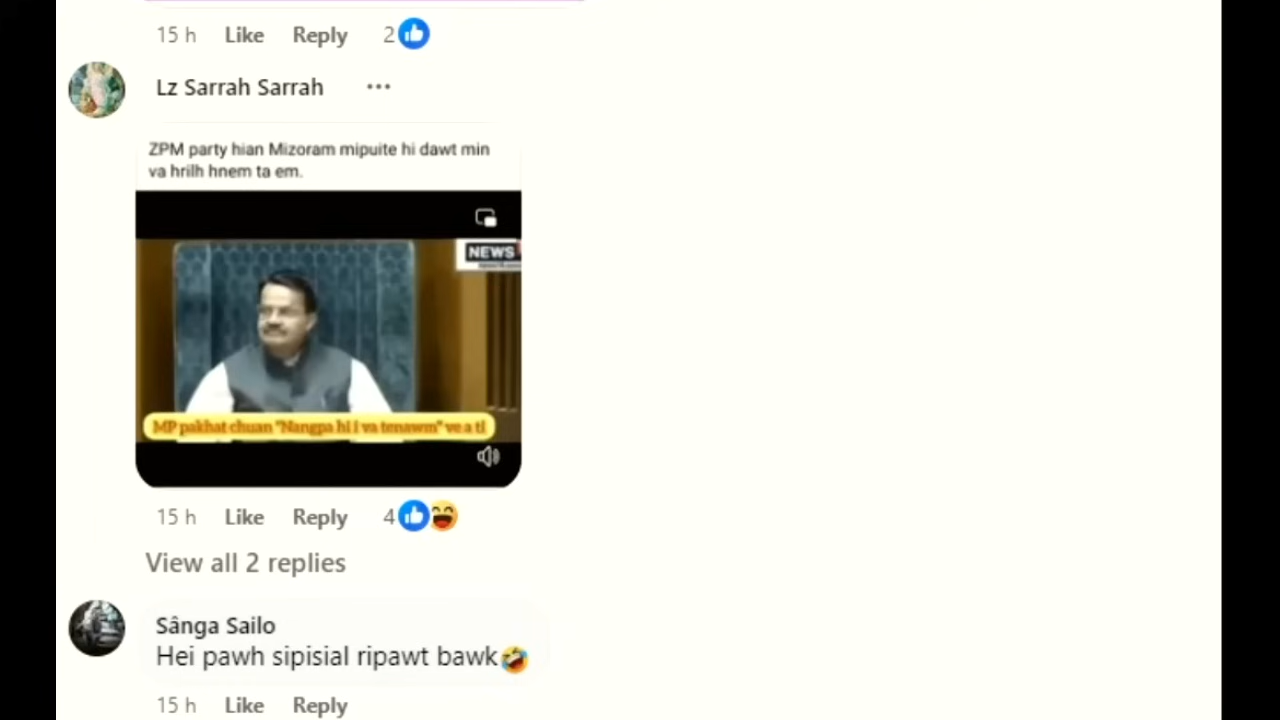 15 h Like Reply 2
Lz Sarrah Sarrah ...
ZPM party hian Mizoram mipuite hi dawt min
va hrilh hnem ta em.
NEWS
MP pakhat chuan "Nangpa hi i va tenawm" ve a ti
15 h Like Reply 4
View all 2 replies
Sânga Sailo
Hei pawh sipisial ripawt bawk🤣
15 h Like Reply